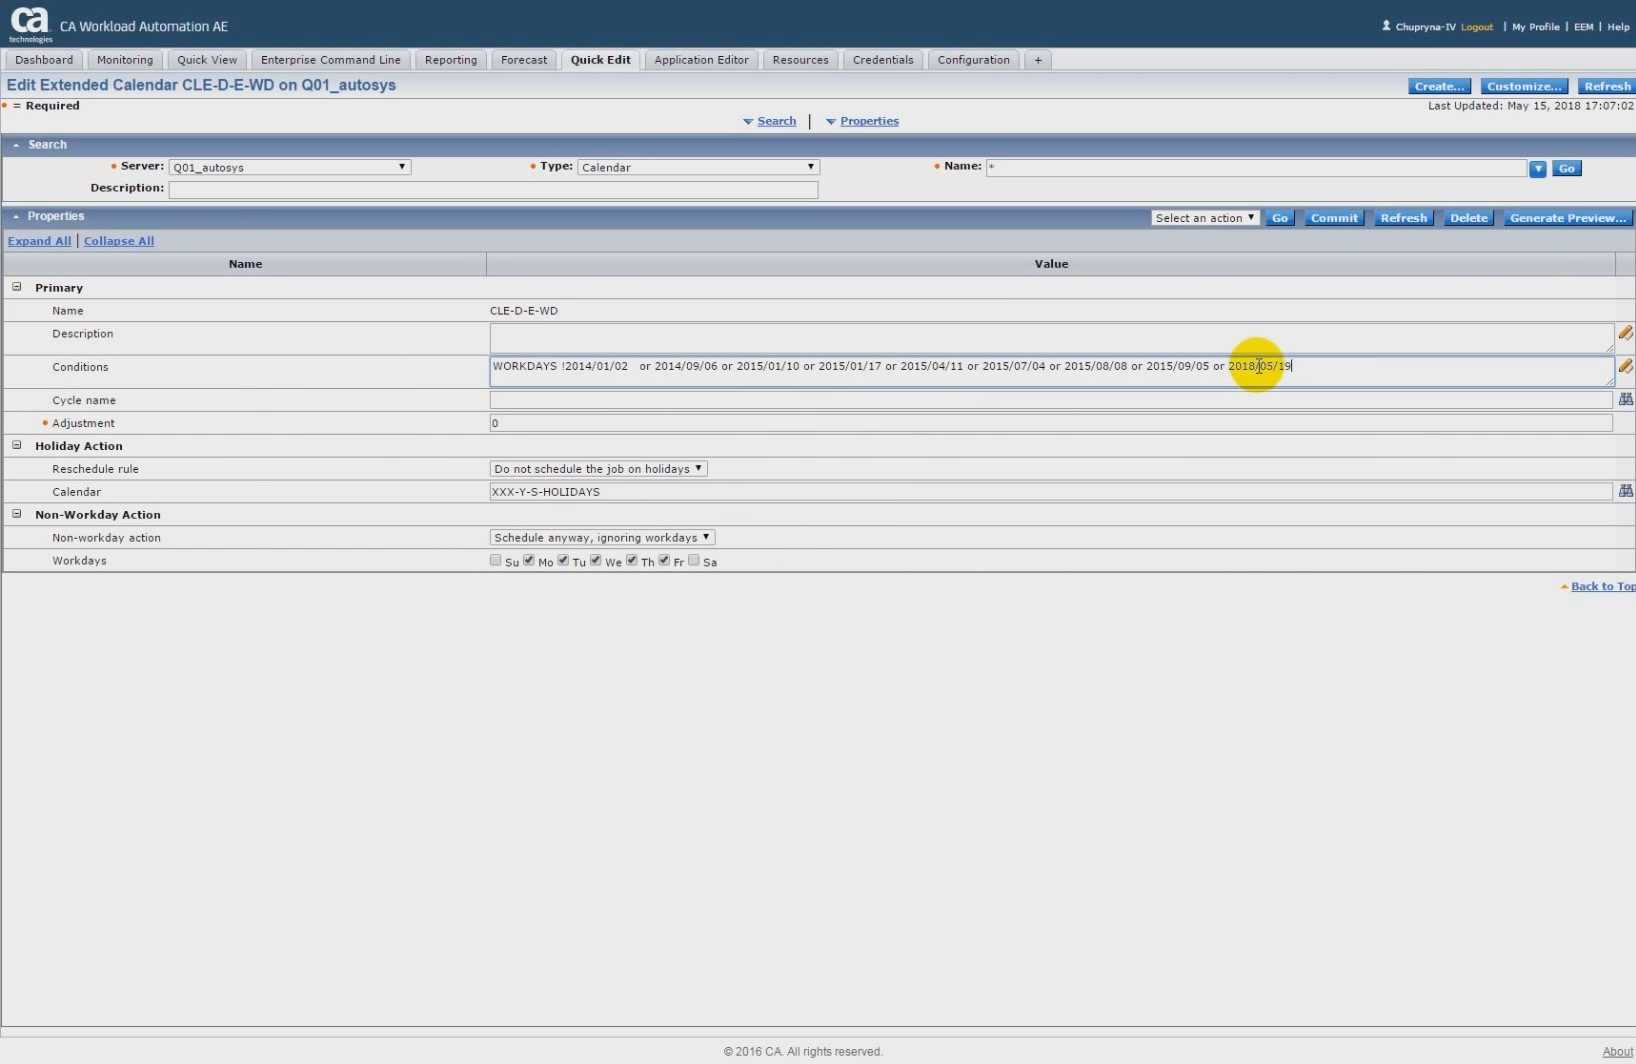 ca
technologies
CA Workload Automation AE
Chupryna-IV Logout | My Profile | EEM | Help
Dashboard Monitoring Quick View Enterprise Command Line Reporting Forecast Quick Edit Application Editor Resources Credentials Configuration +
Edit Extended Calendar CLE-D-E-WD on Q01_autosys
Create... Customize... Refresh
• = Required
Last Updated: May 15, 2018 17:07:02
Search | Properties
Search
• Server: Q01_autosys • Type: Calendar • Name: * Go
Description:
Properties
Select an action Go Commit Refresh Delete Generate Preview...
Expand All | Collapse All
Name Value
Primary
Name CLE-D-E-WD
Description
Conditions WORKDAYS !2014/01/02 or 2014/09/06 or 2015/01/10 or 2015/01/17 or 2015/04/11 or 2015/07/04 or 2015/08/08 or 2015/09/05 or 2018/05/19
Cycle name
• Adjustment 0
Holiday Action
Reschedule rule Do not schedule the job on holidays
Calendar XXX-Y-S-HOLIDAYS
Non-Workday Action
Non-workday action Schedule anyway, ignoring workdays
Workdays Su Mo Tu We Th Fr Sa
Back to Top
© 2016 CA. All rights reserved.
About